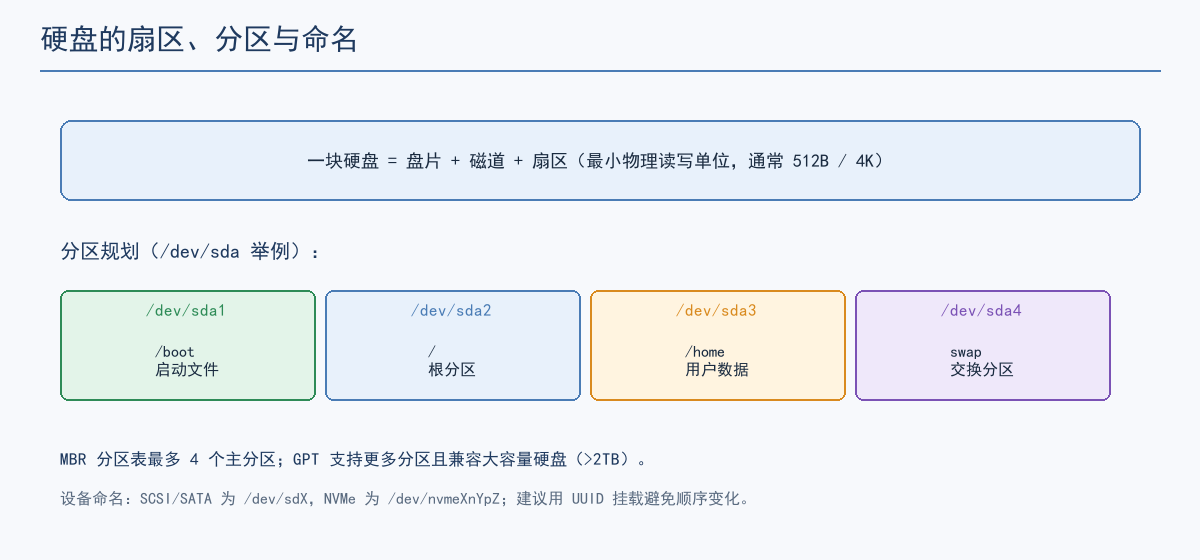 硬盘的扇区、分区与命名
一块硬盘 = 盘片 + 磁道 + 扇区（最小物理读写单位，通常 512B / 4K）
分区规划（/dev/sda 举例）：
/dev/sda1
/boot
启动文件
/dev/sda2
/
根分区
/dev/sda3
/home
用户数据
/dev/sda4
swap
交换分区
MBR 分区表最多 4 个主分区；GPT 支持更多分区且兼容大容量硬盘（>2TB）。
设备命名：SCSI/SATA 为 /dev/sdX，NVMe 为 /dev/nvmeXnYpZ；建议用 UUID 挂载避免顺序变化。